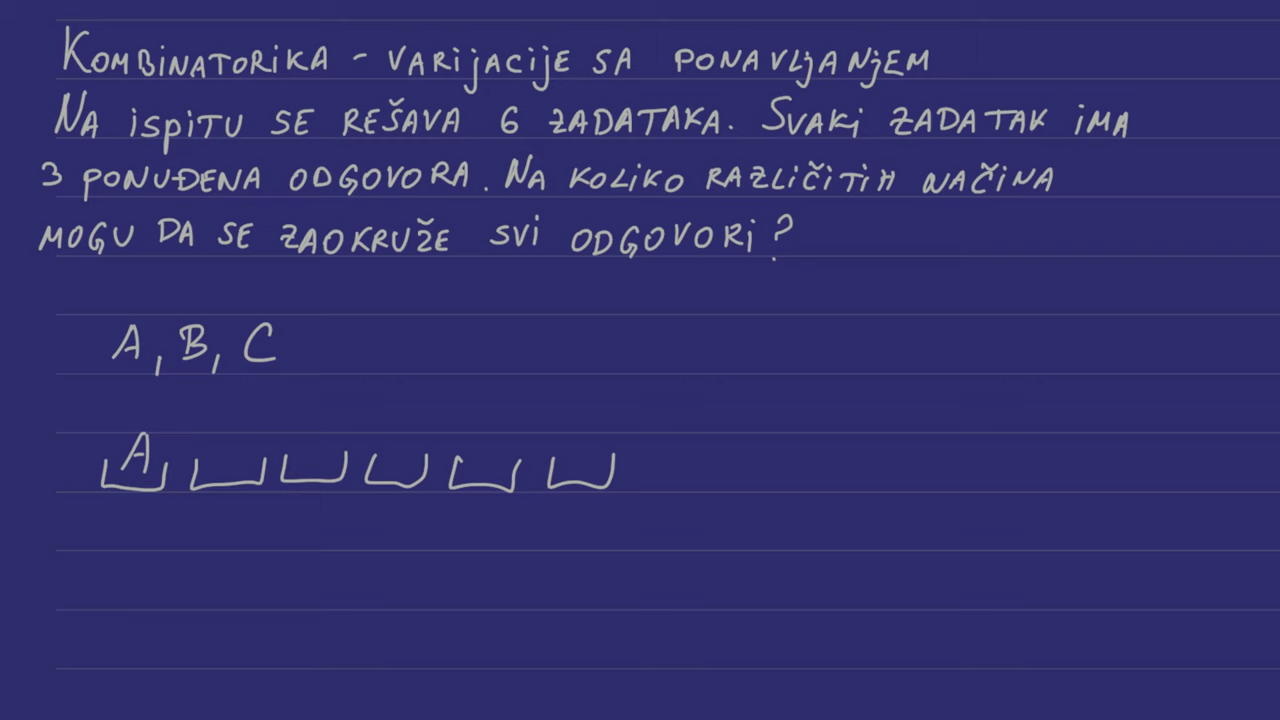 KOMBINATORIKA - VARIJACIJE SA PONAVLJANJEM
NA ISPITU SE REŠAVA 6 ZADATAKA. SVAKI ZADATAK IMA
3 PONUĐENA ODGOVORA. NA KOLIKO RAZLIČITIH NAČINA
MOGU DA SE ZAOKRUŽE SVI ODGOVORI?
A, B, C
A